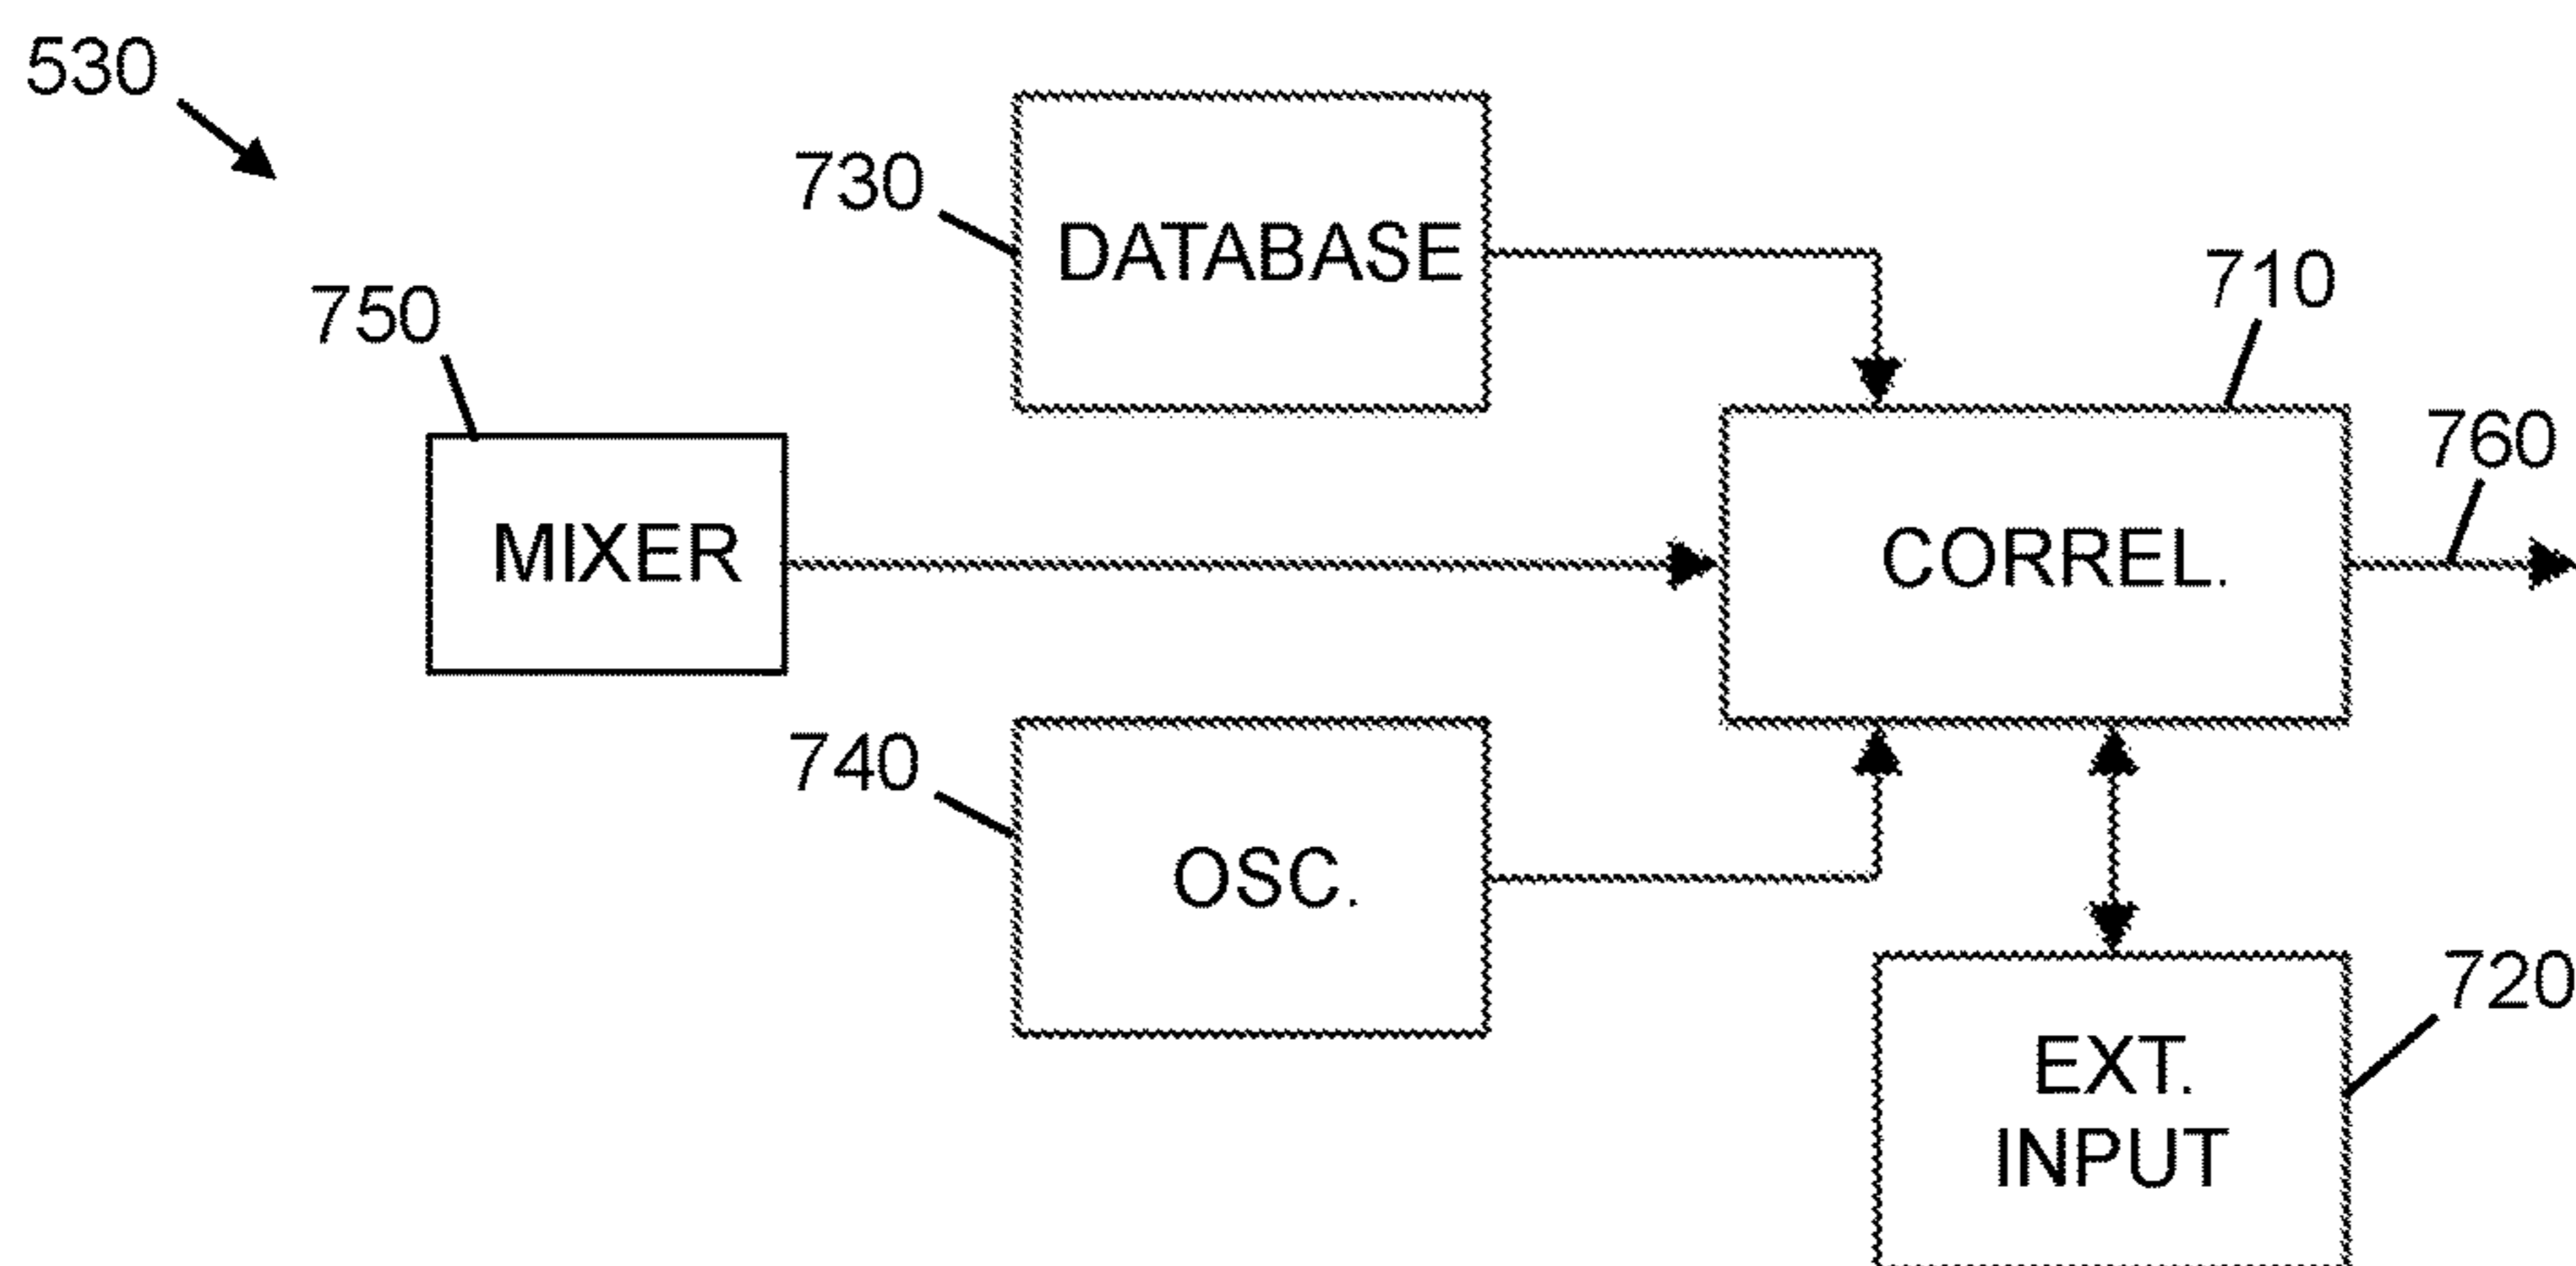 530
730
DATABASE
750
710
760
MIXER
CORREL.
740
OSC.
720
EXT.
INPUT